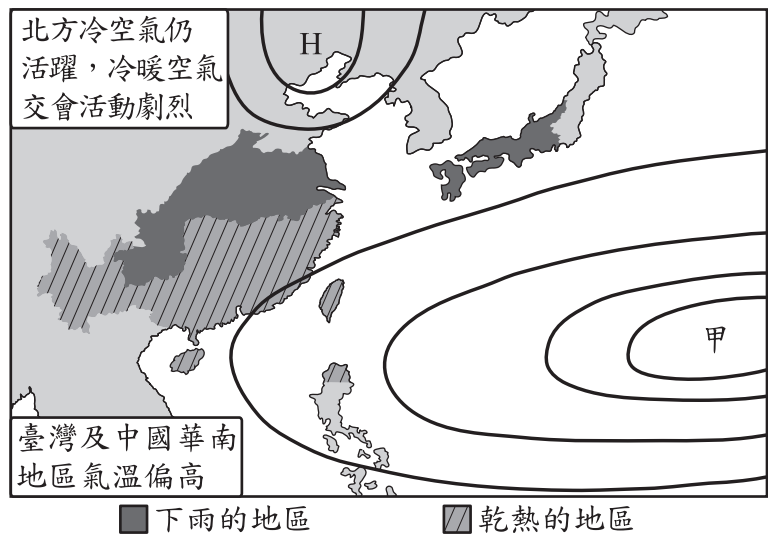 北方冷空氣仍
活躍，冷暖空氣
交會活動劇烈
H
甲
臺灣及中國華南
地區氣溫偏高
下雨的地區
乾熱的地區